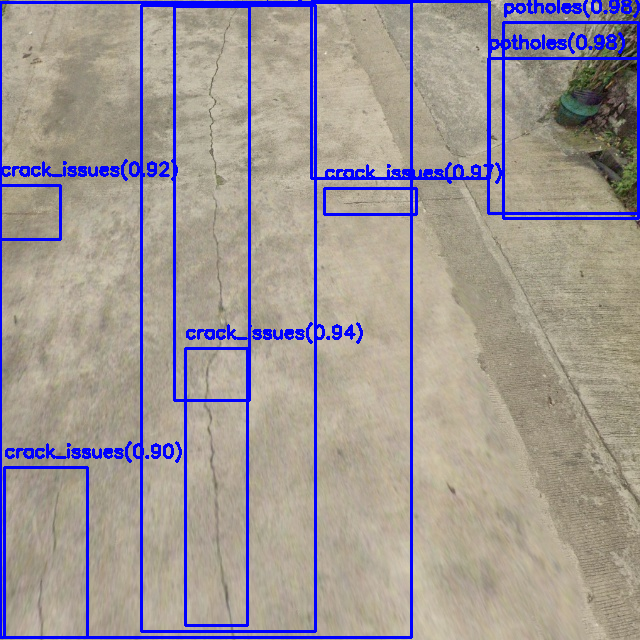 potholes(0.98)
potholes(0.98)
crack_issues(0.92)
crack_issues(0.97)
crack_issues(0.94)
crack_issues(0.90)